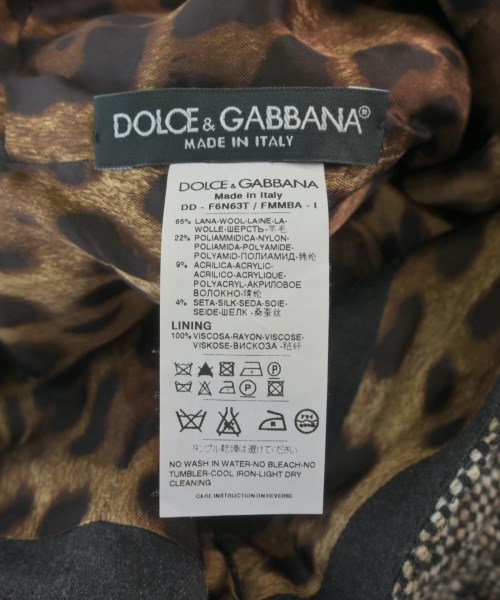 DOLCE & GABBANA®
MADE IN ITALY
DOLCE & GABBANA
Made in Italy
DD - F6N63T / FMMBA - I
65% LANA-WOOL-LAINE-LA-
WOLLE-ШЕРСТЬ-羊毛
22% POLIAMMIDICA-NYLON-
POLIAMIDA-POLYAMIDE-
POLYAMID-ПОЛИАМИД-锦纶
9% ACRILICA-ACRYLIC-
ACRILICO-ACRYLIQUE-
POLYACRYL-АКРИЛОВОЕ
ВОЛОКНО-腈纶
4% SETA-SILK-SEDA-SOIE-
SEIDE-ШЕЛК-桑蚕丝
LINING
100% VISCOSA-RAYON-VISCOSE-
VISKOSE-ВИСКОЗА-粘纤
P
P
タンブル乾燥は避けてください
NO WASH IN WATER-NO BLEACH-NO
TUMBLER-COOL IRON-LIGHT DRY
CLEANING
CARE INSTRUCTION ON REVERSE